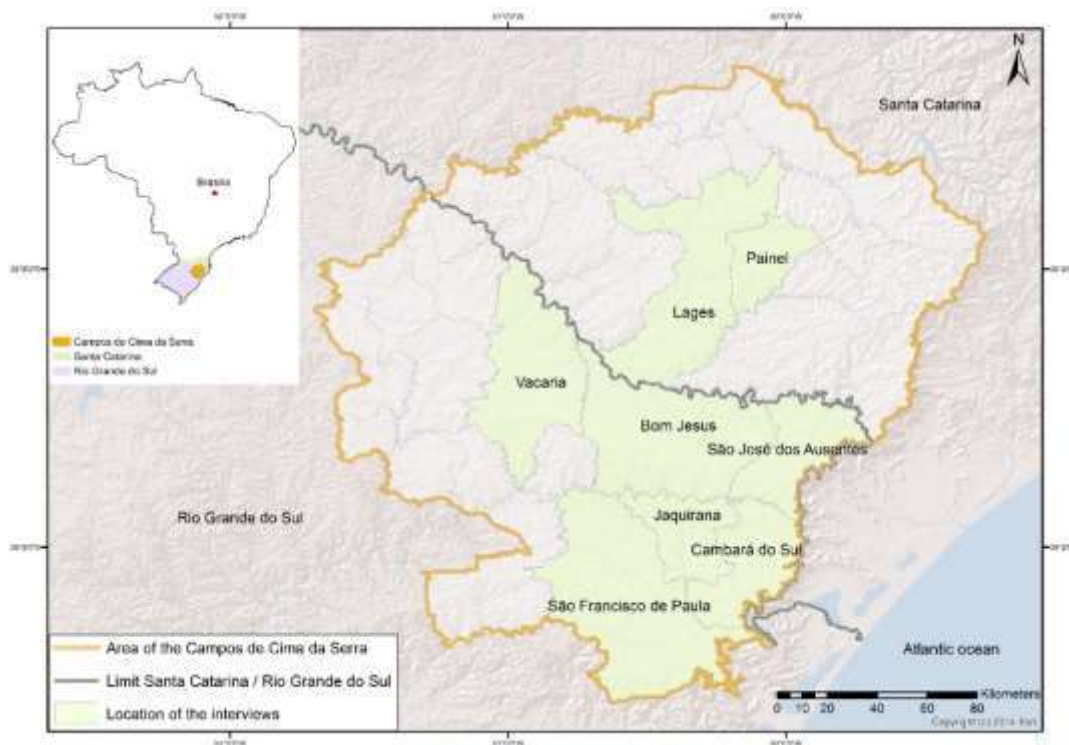 N
Santa Catarina
Brasília
Painel
Lages
Campos de Cima da Serra
Santa Catarina
Rio Grande do Sul
Vacaria
Bom Jesus
São José dos Ausentes
Rio Grande do Sul
Jaquirana
Cambará do Sul
São Francisco de Paula
Area of the Campos de Cima da Serra
Limit Santa Catarina / Rio Grande do Sul
Location of the interviews
Atlantic ocean
Kilometers
0 10 20 40 60 80